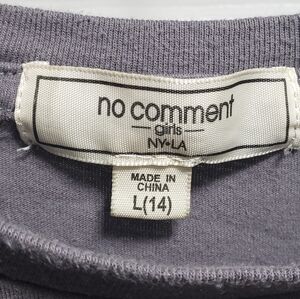 no comment
girls
NY•LA
MADE IN
CHINA
L(14)